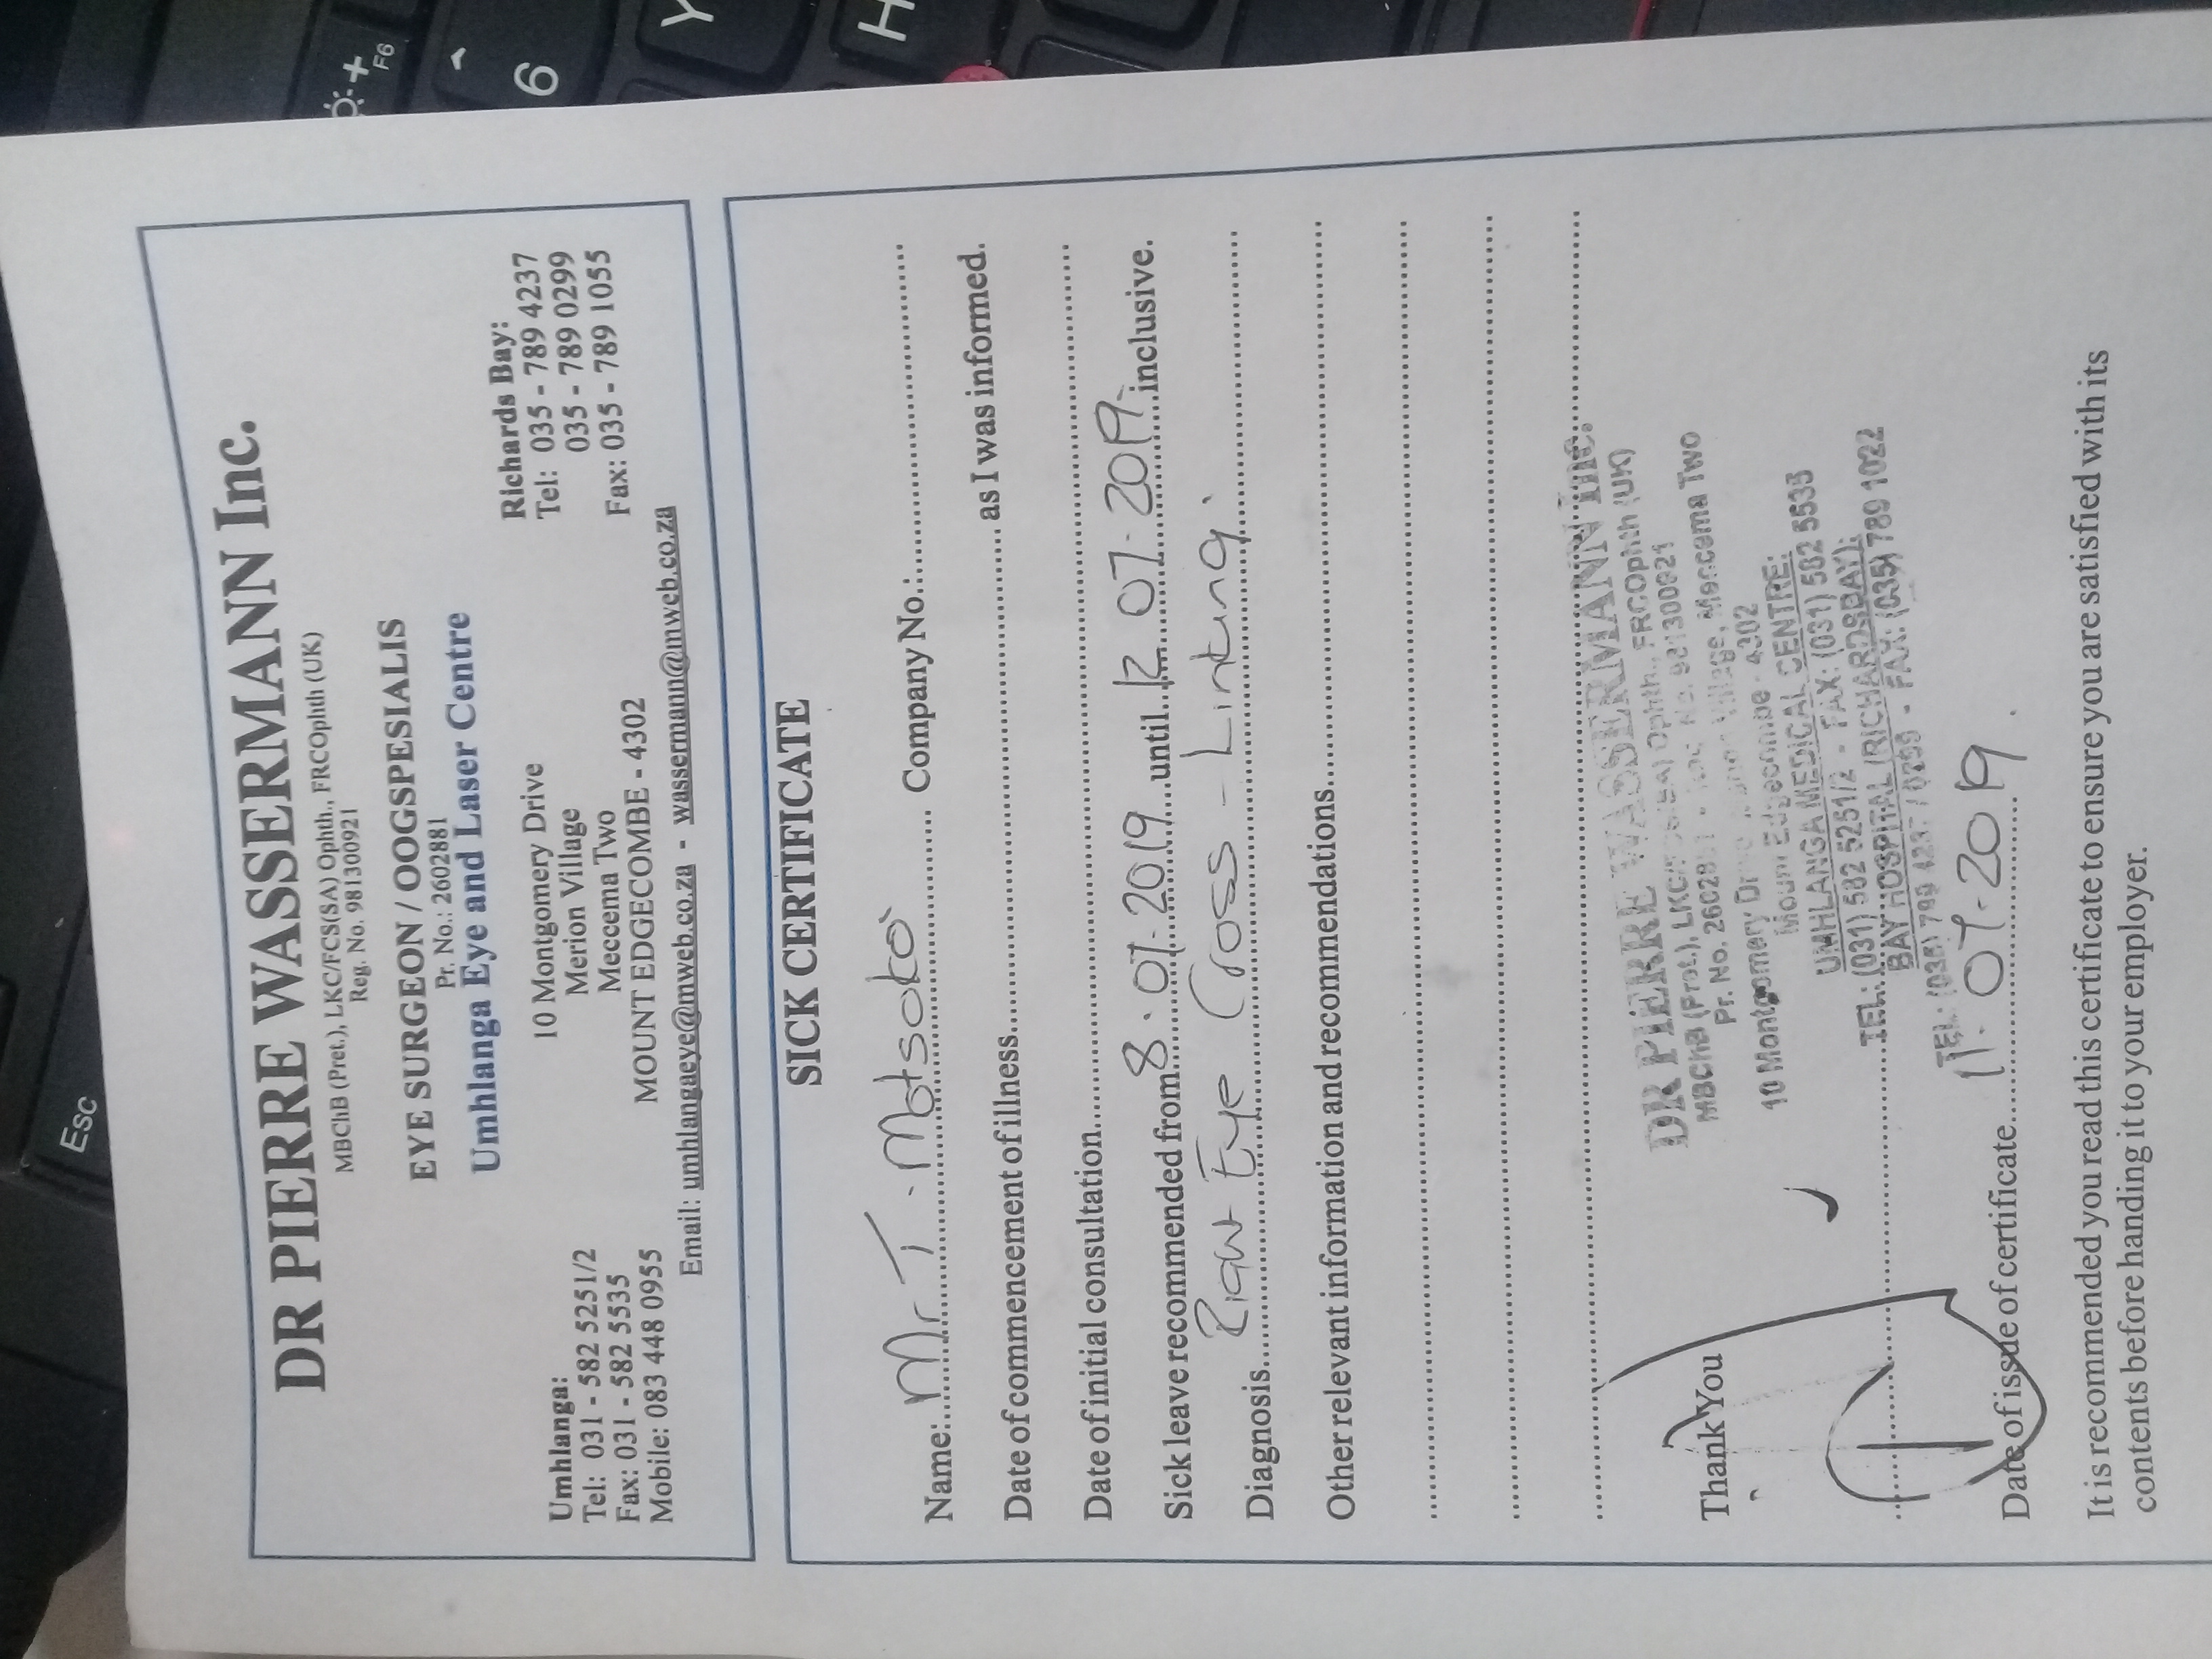 Esc
DR PIERRE WASSERMANN Inc.
MBChB (Pret.), LKC/FCS(SA) Ophth., FRCOphth (UK)
Reg. No. 981300921
EYE SURGEON / OOGSPESIALIS
Pr. No.: 2602881
Umhlanga Eye and Laser Centre
Umhlanga:
Tel: 031 - 582 5251/2
Fax: 031 - 582 5535
Mobile: 083 448 0955
10 Montgomery Drive
Merion Village
Meccema Two
MOUNT EDGECOMBE - 4302
Richards Bay:
Tel: 035 - 789 4237
035 - 789 0299
Fax: 035 - 789 1055
Email: umhlangaeye@mweb.co.za - wassermann@mweb.co.za
SICK CERTIFICATE
Name: Mr T. Motsoko Company No.:
Date of commencement of illness as I was informed.
Date of initial consultation
Sick leave recommended from 8.07.2019 until 12 07.2019 inclusive.
Diagnosis Right Eye Cross-Linking.
Other relevant information and recommendations
DR PIERRE WASSERMANN Inc.
MBChB (Pret.), Ophth., FRCOphth (UK)
Pr. No. No. 981300921
10 Montgomery Village, Meccema Two
Mount Edgecombe - 4302
UMHLANGA MEDICAL CENTRE:
TEL: (031) 582 5251/2 - FAX: (031) 582 5535
BAY HOSPITAL (RICHARDSBAY):
TEL: (035) 789 4237 / 0299 - FAX: (035) 789 1022
Thank You
Date of issue of certificate 11.07.2019
It is recommended you read this certificate to ensure you are satisfied with its
contents before handing it to your employer.
F6
6
Y
H